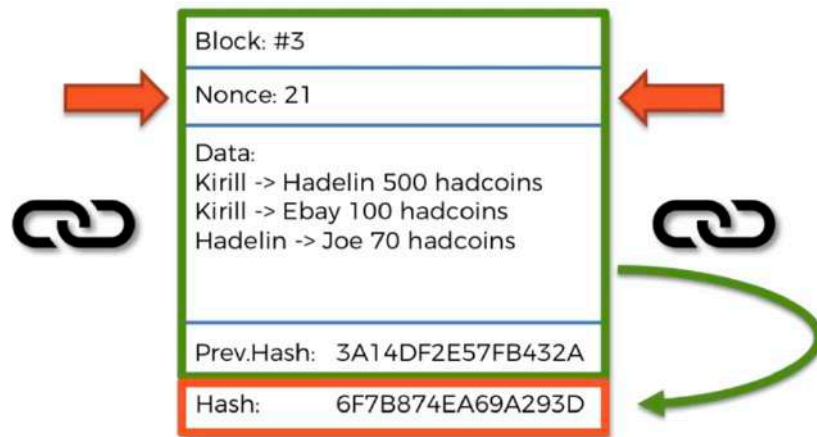 Block: #3
Nonce: 21
Data:
Kirill -> Hadelin 500 hadcoins
Kirill -> Ebay 100 hadcoins
Hadelin -> Joe 70 hadcoins
Prev.Hash: 3A14DF2E57FB432A
Hash: 6F7B874EA69A293D